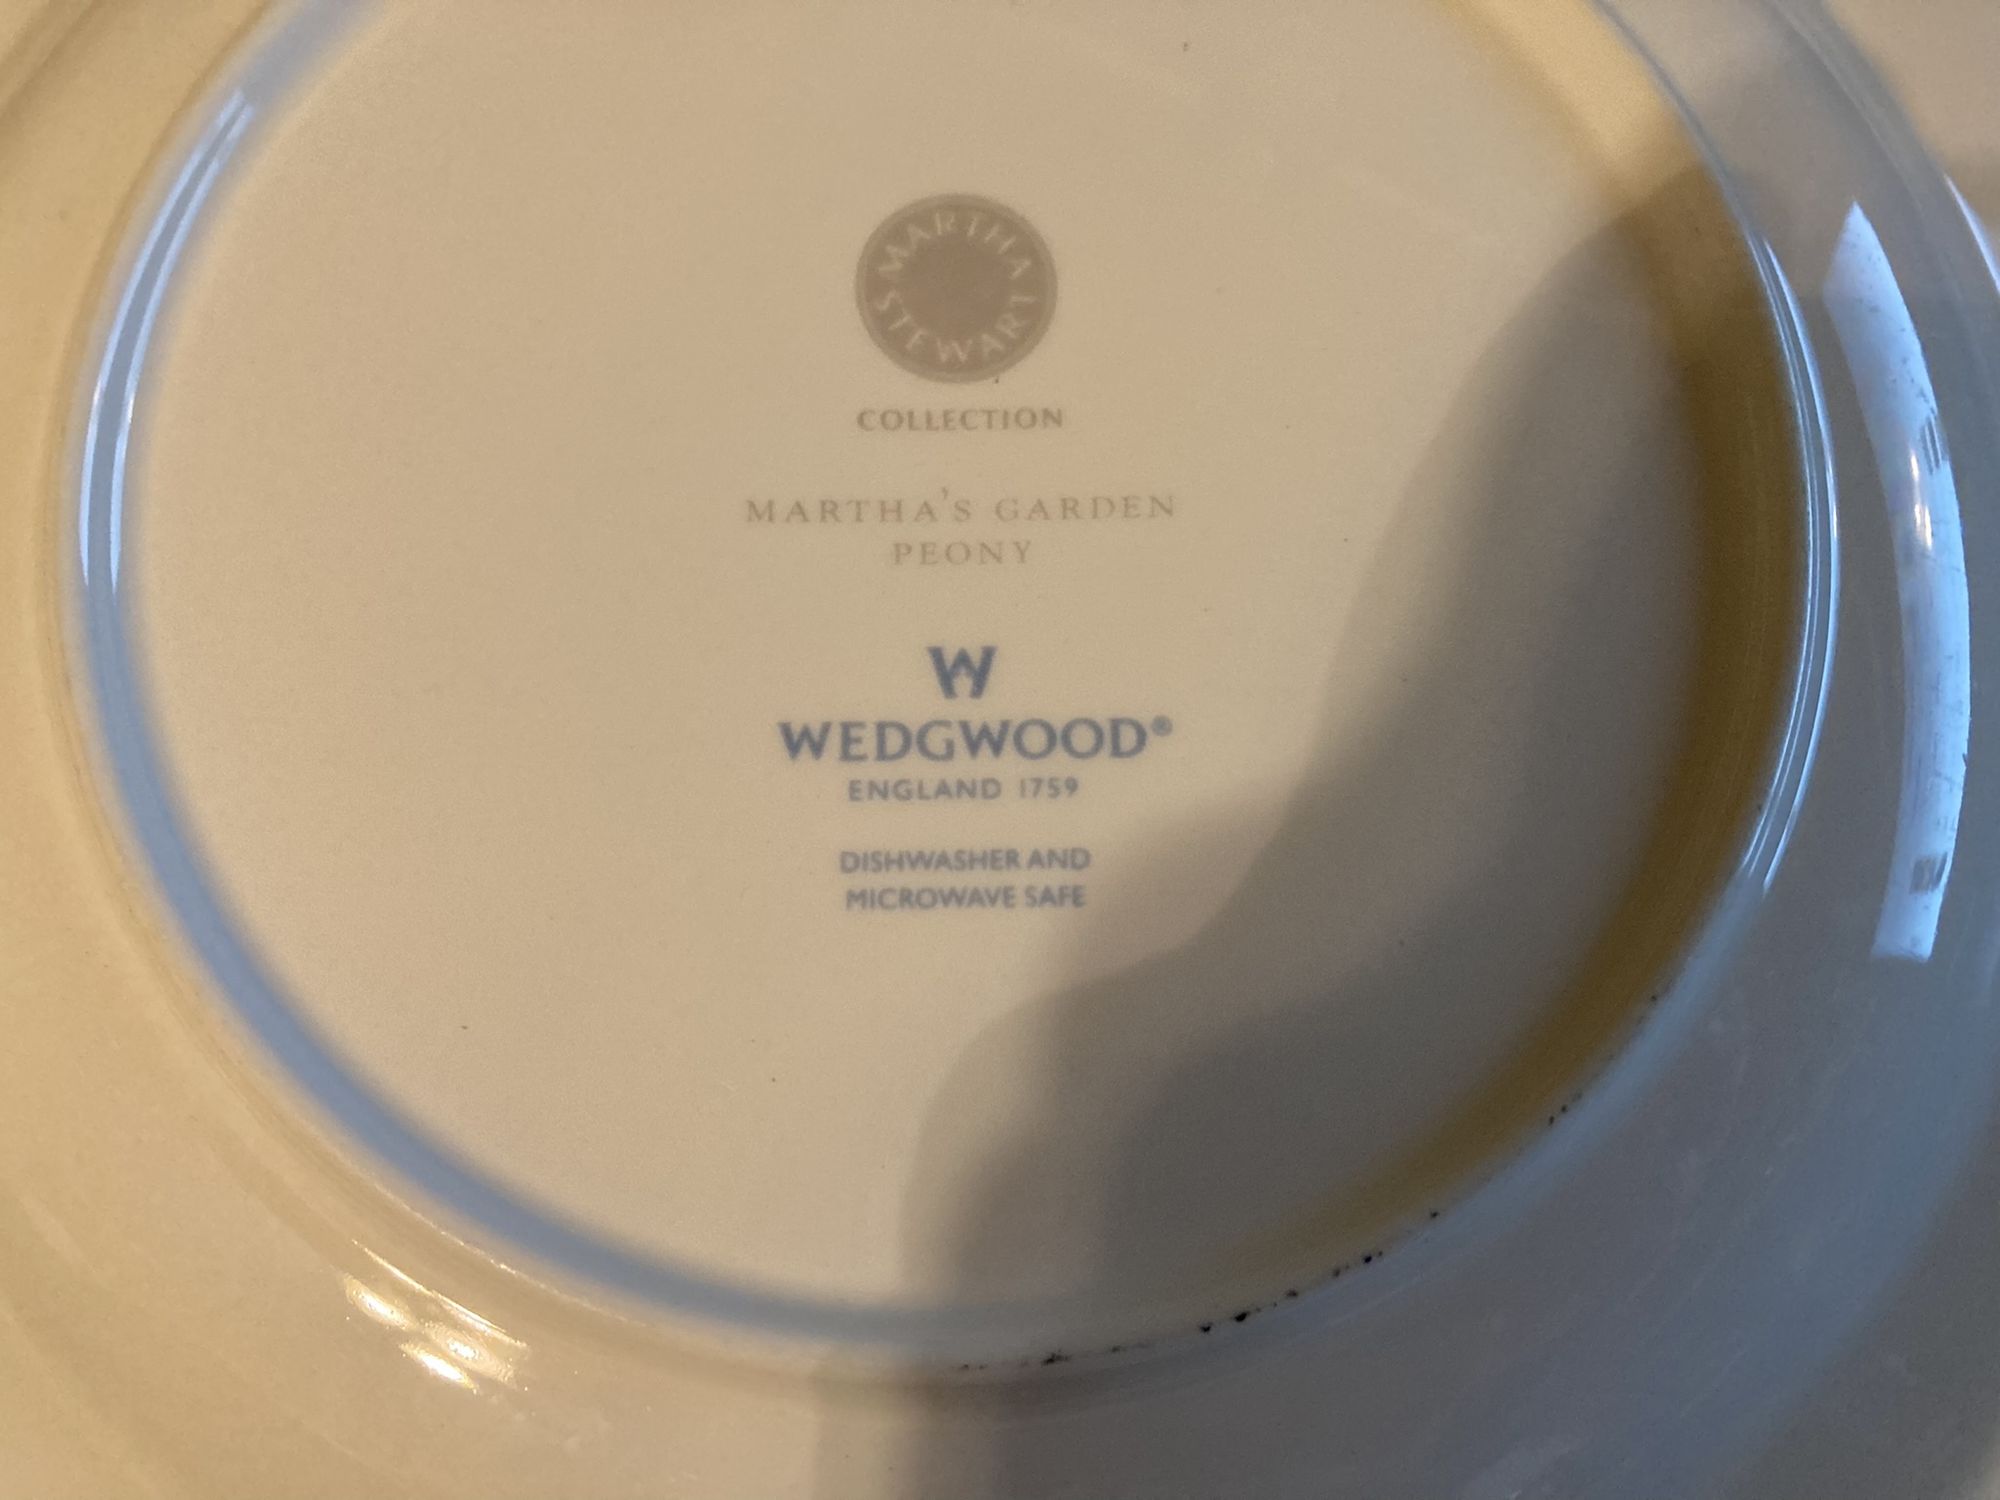 MARTHA STEWART
COLLECTION
MARTHA'S GARDEN
PEONY
W
WEDGWOOD®
ENGLAND 1759
DISHWASHER AND
MICROWAVE SAFE